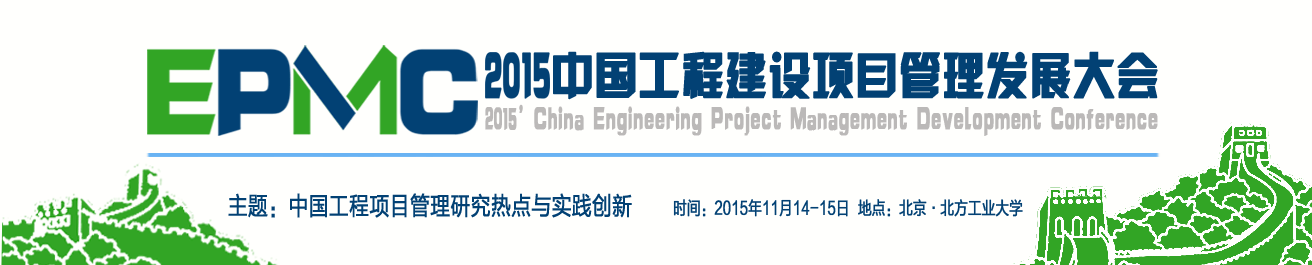 EPMC
2015中国工程建设项目管理发展大会
2015' China Engineering Project Management Development Conference
主题：中国工程项目管理研究热点与实践创新
时间：2015年11月14-15日 地点：北京·北方工业大学